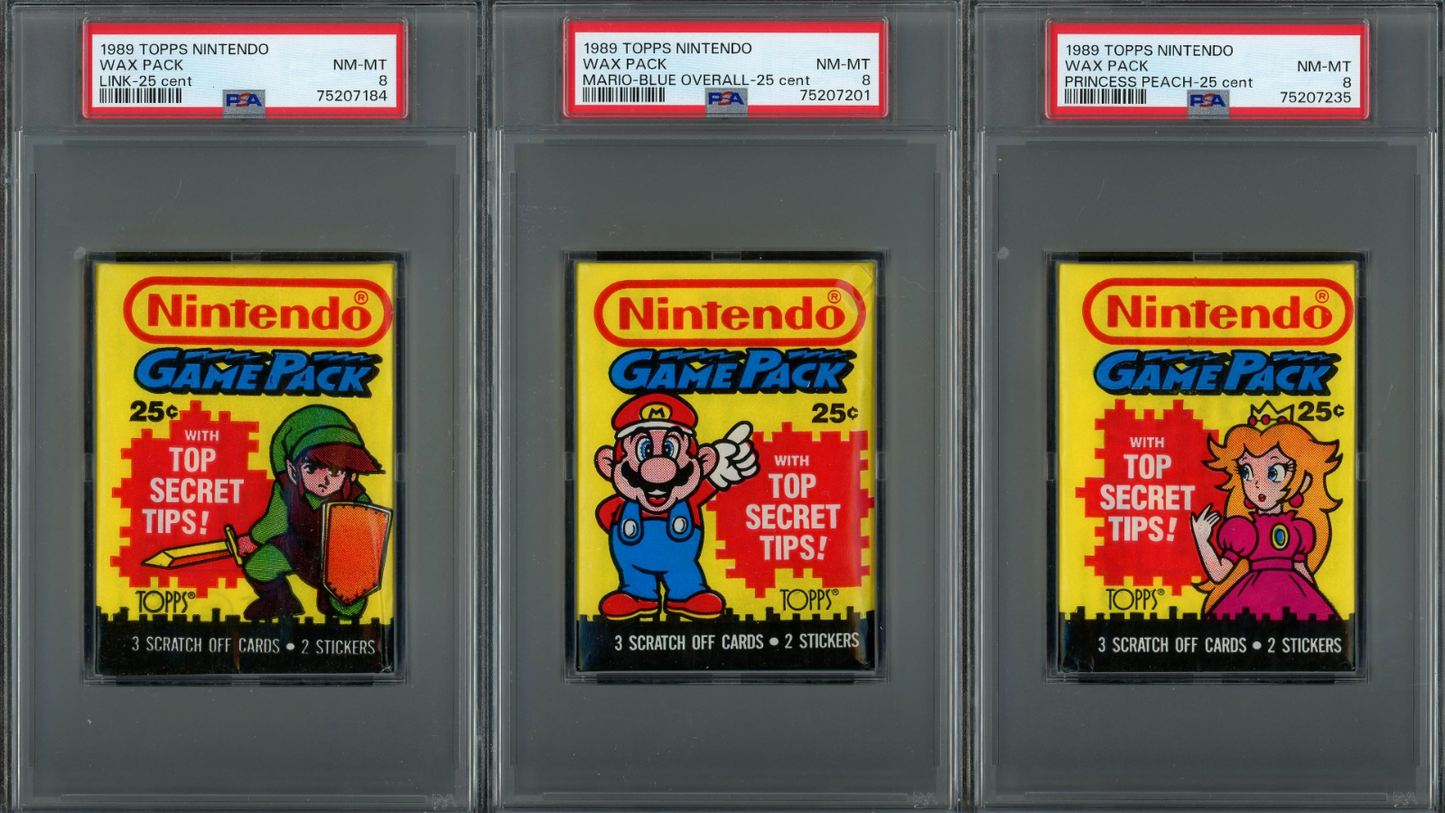 1989 TOPPS NINTENDO
WAX PACK NM-MT
LINK-25 cent 8
PSA 75207184
Nintendo®
GAME PACK
25¢
WITH
TOP
SECRET
TIPS!
TOPPS®
3 SCRATCH OFF CARDS • 2 STICKERS
1989 TOPPS NINTENDO
WAX PACK NM-MT
MARIO-BLUE OVERALL-25 cent 8
PSA 75207201
Nintendo®
GAME PACK
25¢
M
WITH
TOP
SECRET
TIPS!
TOPPS®
3 SCRATCH OFF CARDS • 2 STICKERS
1989 TOPPS NINTENDO
WAX PACK NM-MT
PRINCESS PEACH-25 cent 8
PSA 75207235
Nintendo®
GAME PACK
25¢
WITH
TOP
SECRET
TIPS!
TOPPS®
3 SCRATCH OFF CARDS • 2 STICKERS